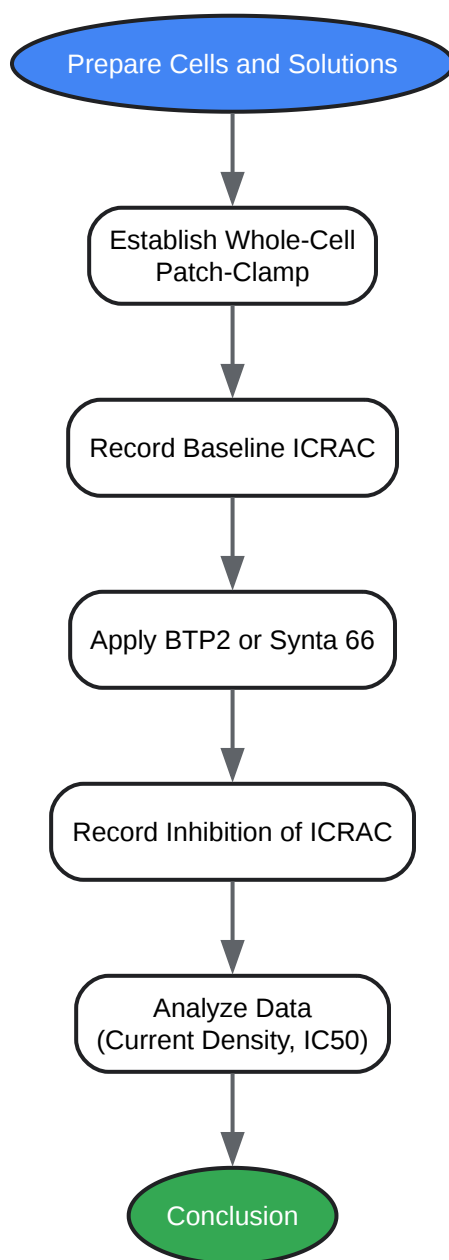 Prepare Cells and Solutions
Establish Whole-Cell
Patch-Clamp
Record Baseline ICRAC
Apply BTP2 or Synta 66
Record Inhibition of ICRAC
Analyze Data
(Current Density, IC50)
Conclusion